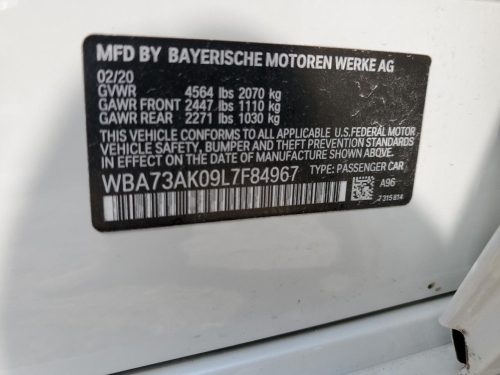 MFD BY BAYERISCHE MOTOREN WERKE AG
02/20
GVWR 4564 lbs 2070 kg
GAWR FRONT 2447 lbs 1110 kg
GAWR REAR 2271 lbs 1030 kg
THIS VEHICLE CONFORMS TO ALL APPLICABLE U.S.FEDERAL MOTOR
VEHICLE SAFETY, BUMPER AND THEFT PREVENTION STANDARDS
IN EFFECT ON THE DATE OF MANUFACTURE SHOWN ABOVE.
WBA73AK09L7F84967 TYPE: PASSENGER CAR
A96
7 315 814